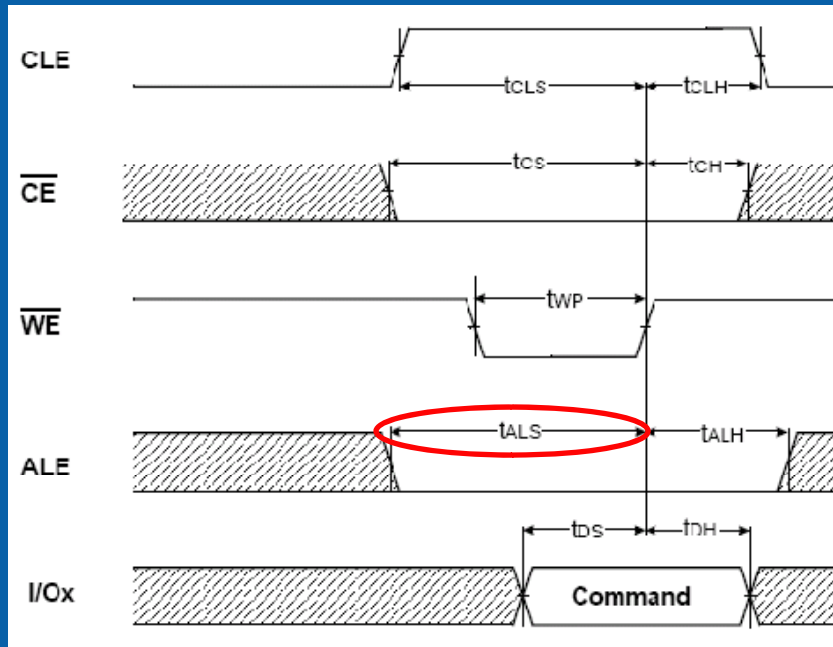 CLE
tCLS tCLH
CE
tCS tCH
WE
tWP
ALE
tALS tALH
I/Ox
tDS tDH
Command